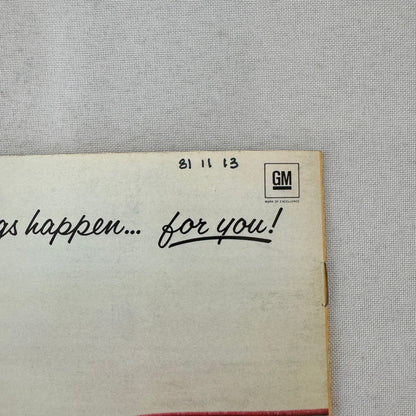 81 11 13
GM
MARK OF EXCELLENCE
gs happen... for you!